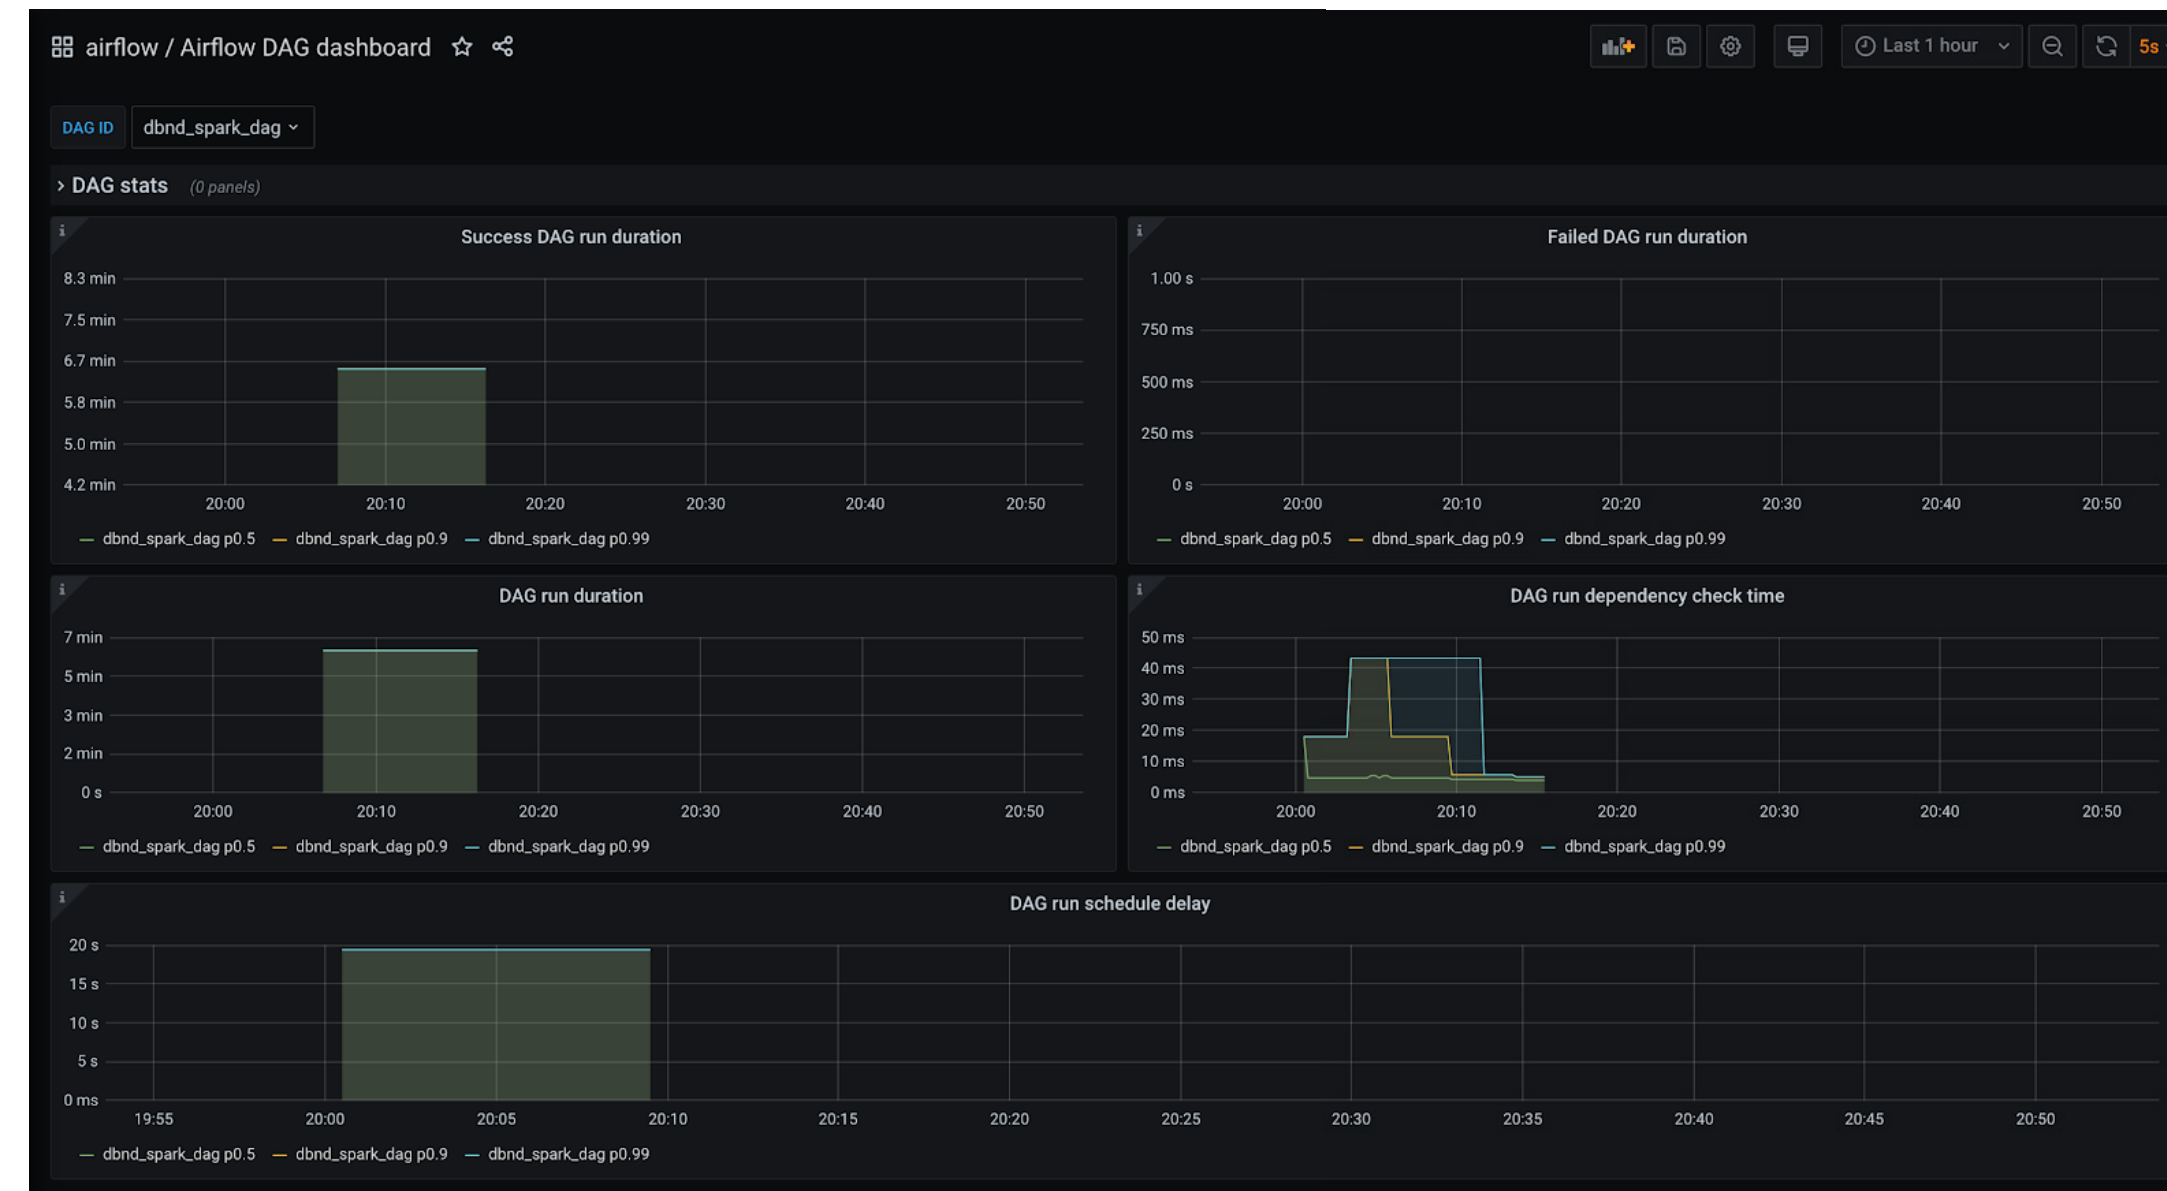 airflow / Airflow DAG dashboard
Last 1 hour
5s
DAG ID dbnd_spark_dag
DAG stats (0 panels)
Success DAG run duration
8.3 min
7.5 min
6.7 min
5.8 min
5.0 min
4.2 min
20:00 20:10 20:20 20:30 20:40 20:50
dbnd_spark_dag p0.5 dbnd_spark_dag p0.9 dbnd_spark_dag p0.99
Failed DAG run duration
1.00 s
750 ms
500 ms
250 ms
0 s
20:00 20:10 20:20 20:30 20:40 20:50
dbnd_spark_dag p0.5 dbnd_spark_dag p0.9 dbnd_spark_dag p0.99
DAG run duration
7 min
5 min
3 min
2 min
0 s
20:00 20:10 20:20 20:30 20:40 20:50
dbnd_spark_dag p0.5 dbnd_spark_dag p0.9 dbnd_spark_dag p0.99
DAG run dependency check time
50 ms
40 ms
30 ms
20 ms
10 ms
0 ms
20:00 20:10 20:20 20:30 20:40 20:50
dbnd_spark_dag p0.5 dbnd_spark_dag p0.9 dbnd_spark_dag p0.99
DAG run schedule delay
20 s
15 s
10 s
5 s
0 ms
19:55 20:00 20:05 20:10 20:15 20:20 20:25 20:30 20:35 20:40 20:45 20:50
dbnd_spark_dag p0.5 dbnd_spark_dag p0.9 dbnd_spark_dag p0.99